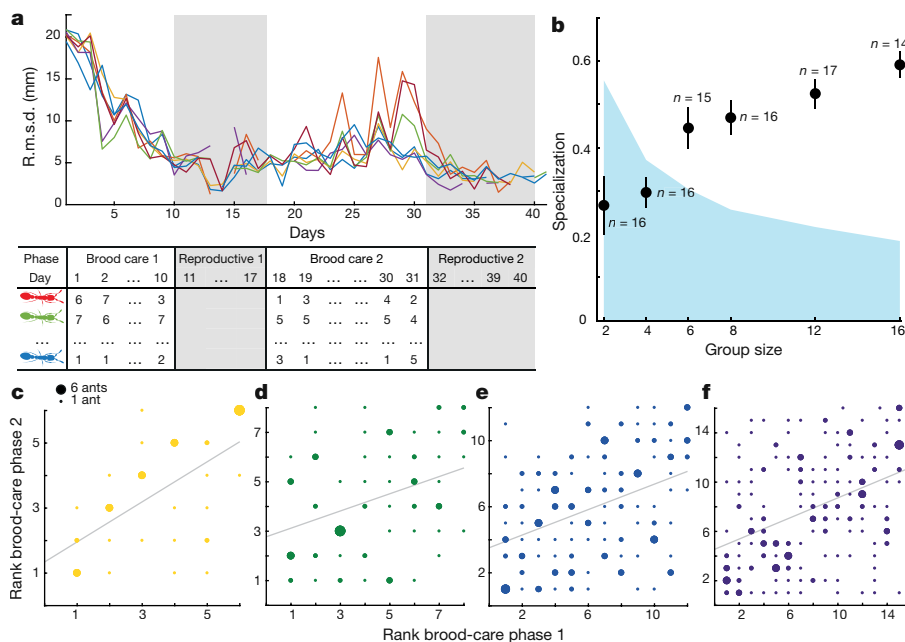 a
R.m.s.d. (mm)
20
15
10
5
0
5 10 15 20 25 30 35 40
Days
Phase Brood care 1 Reproductive 1 Brood care 2 Reproductive 2
Day 1 2 ... 10 11 ... 17 18 19 ... ... 30 31 32 ... 39 40
6 7 ... 3 1 3 ... ... 4 2
7 6 ... 7 5 5 ... ... 5 4
... ... ... ... ... ... ... ... ... ... ...
1 1 ... 2 3 1 ... ... 1 5
b
Specialization
0.6
0.4
0.2
0
n = 16
n = 16
n = 15
n = 16
n = 17
n = 14
2 4 6 8 12 16
Group size
c
6 ants
1 ant
Rank brood-care phase 2
5
3
1
1 3 5
d
7
5
3
1
1 3 5 7
e
10
6
2
2 6 10
f
14
10
6
2
2 6 10 14
Rank brood-care phase 1